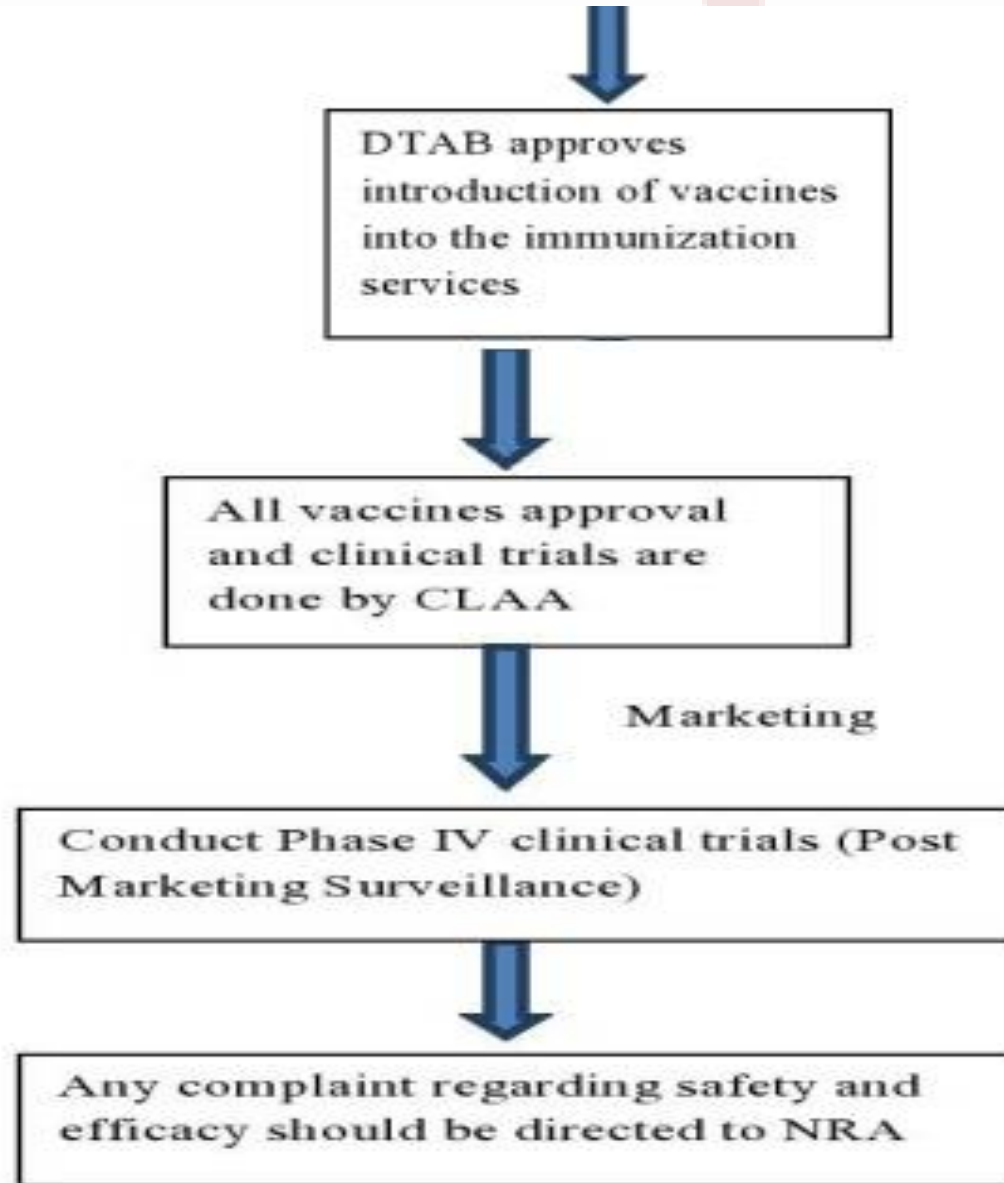 DTAB approves
introduction of vaccines
into the immunization
services
All vaccines approval
and clinical trials are
done by CLAA
Marketing
Conduct Phase IV clinical trials (Post
Marketing Surveillance)
Any complaint regarding safety and
efficacy should be directed to NRA